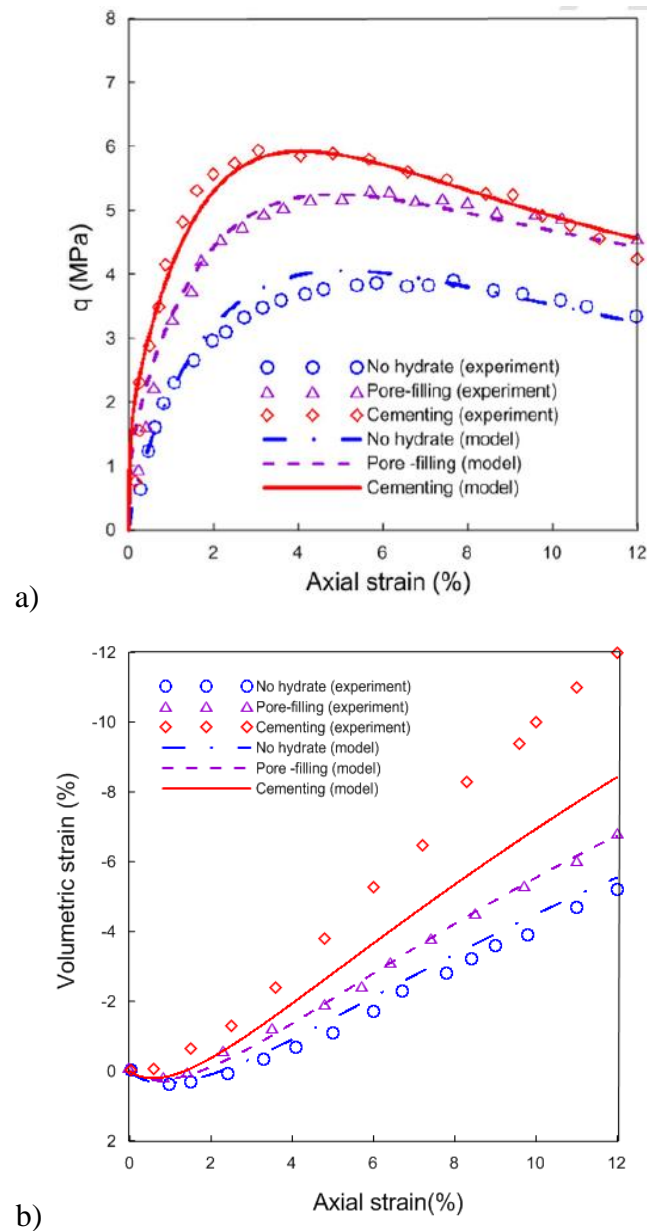 8
7
6
5
4
3
2
1
0
q (MPa)
No hydrate (experiment)
Pore-filling (experiment)
Cementing (experiment)
No hydrate (model)
Pore -filling (model)
Cementing (model)
0 2 4 6 8 10 12
Axial strain (%)
a)
-12
-10
-8
-6
-4
-2
0
2
Volumetric strain (%)
No hydrate (experiment)
Pore-filling (experiment)
Cementing (experiment)
No hydrate (model)
Pore -filling (model)
Cementing (model)
0 2 4 6 8 10 12
Axial strain(%)
b)